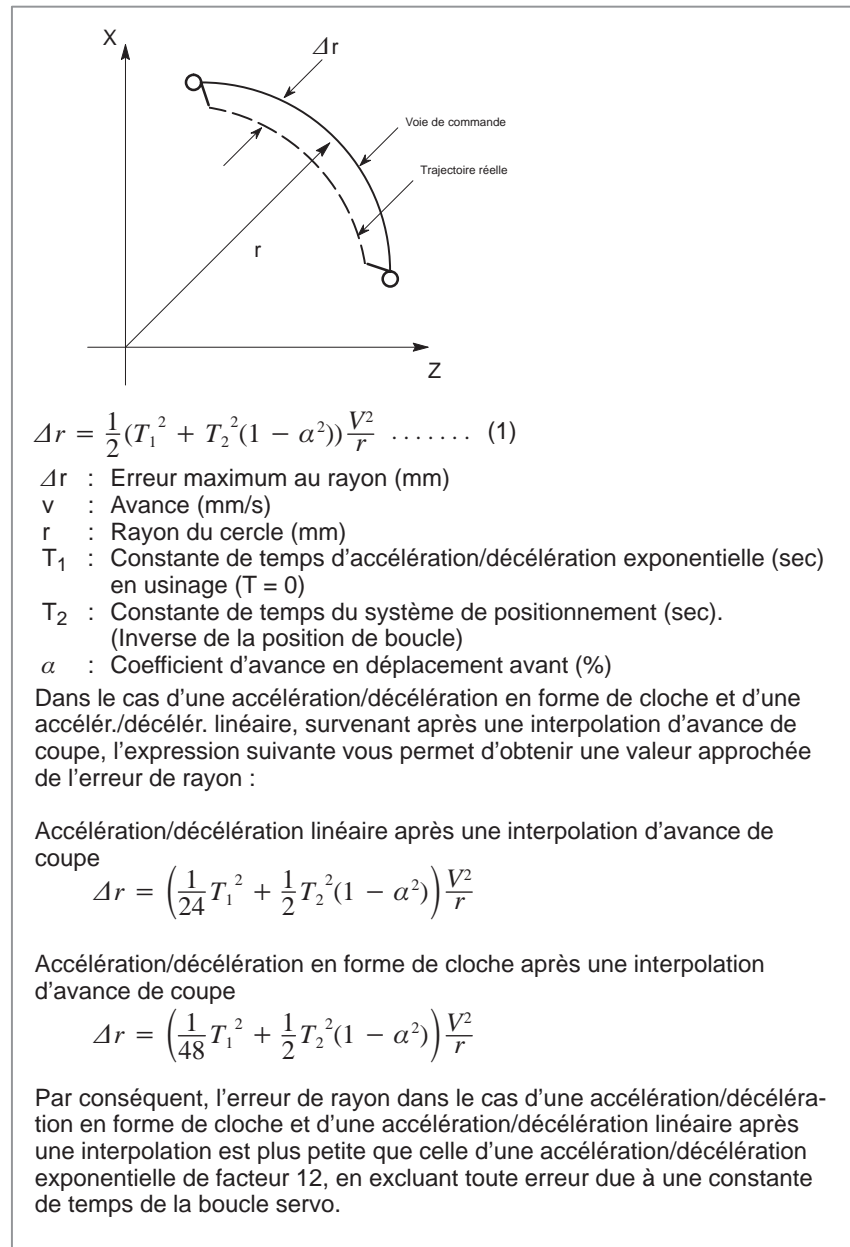 X
Δr
Voie de commande
Trajectoire réelle
r
Z
Δr = 1/2 (T₁² + T₂²(1 − α²)) V²/r ....... (1)
Δr : Erreur maximum au rayon (mm)
v : Avance (mm/s)
r : Rayon du cercle (mm)
T₁ : Constante de temps d'accélération/décélération exponentielle (sec)
en usinage (T = 0)
T₂ : Constante de temps du système de positionnement (sec).
(Inverse de la position de boucle)
α : Coefficient d'avance en déplacement avant (%)
Dans le cas d'une accélération/décélération en forme de cloche et d'une
accélér./décélér. linéaire, survenant après une interpolation d'avance de
coupe, l'expression suivante vous permet d'obtenir une valeur approchée
de l'erreur de rayon :
Accélération/décélération linéaire après une interpolation d'avance de
coupe
Δr = (1/24 T₁² + 1/2 T₂²(1 − α²)) V²/r
Accélération/décélération en forme de cloche après une interpolation
d'avance de coupe
Δr = (1/48 T₁² + 1/2 T₂²(1 − α²)) V²/r
Par conséquent, l'erreur de rayon dans le cas d'une accélération/décéléra-
tion en forme de cloche et d'une accélération/décélération linéaire après
une interpolation est plus petite que celle d'une accélération/décélération
exponentielle de facteur 12, en excluant toute erreur due à une constante
de temps de la boucle servo.